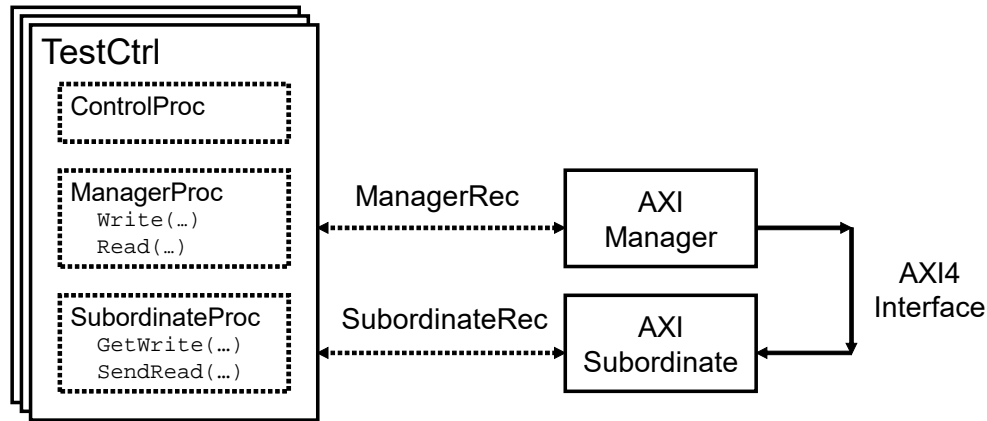 TestCtrl
ControlProc
ManagerProc
Write(…)
Read(…)
SubordinateProc
GetWrite(…)
SendRead(…)
ManagerRec
SubordinateRec
AXI
Manager
AXI
Subordinate
AXI4
Interface